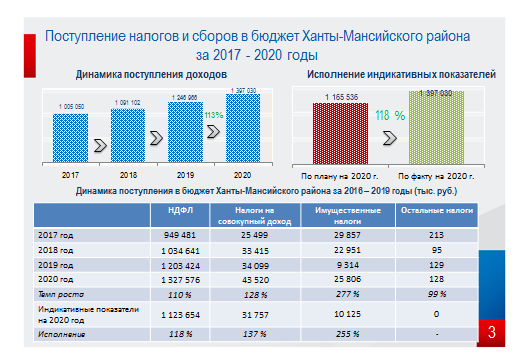 Поступление налогов и сборов в бюджет Ханты-Мансийского района
за 2017 - 2020 годы
Динамика поступления доходов
Исполнение индикативных показателей
1 005 050
1 091 102
1 246 966
1 397 030
113%
2017 2018 2019 2020
1 165 536
1 397 030
118 %
По плану на 2020 г. По факту на 2020 г.
Динамика поступления в бюджет Ханты-Мансийского района за 2016 – 2019 годы (тыс. руб.)
НДФЛ Налоги на совокупный доход Имущественные налоги Остальные налоги
2017 год 949 481 25 499 29 857 213
2018 год 1 034 641 33 415 22 951 95
2019 год 1 203 424 34 099 9 314 129
2020 год 1 327 576 43 520 25 806 128
Темп роста 110 % 128 % 277 % 99 %
Индикативные показатели на 2020 год 1 123 654 31 757 10 125 0
Исполнение 118 % 137 % 255 % -
3